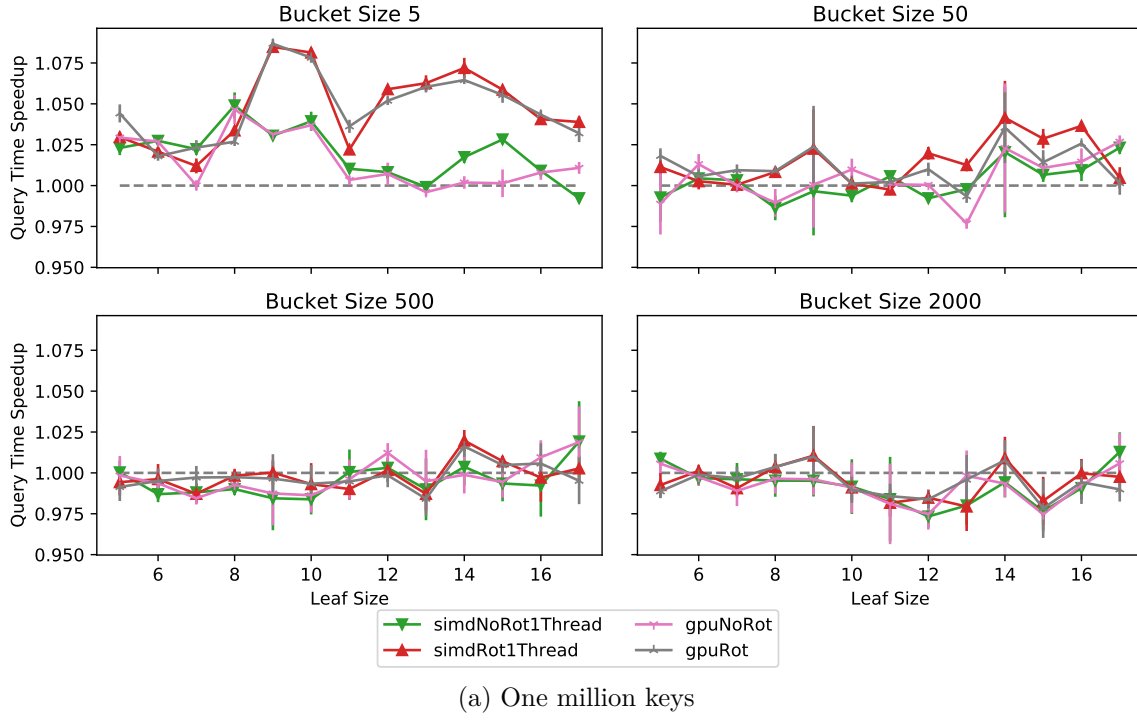 Bucket Size 5
Bucket Size 50
Query Time Speedup
1.075
1.050
1.025
1.000
0.975
0.950
Bucket Size 500
Bucket Size 2000
Query Time Speedup
1.075
1.050
1.025
1.000
0.975
0.950
6 8 10 12 14 16
6 8 10 12 14 16
Leaf Size
Leaf Size
simdNoRot1Thread
gpuNoRot
simdRot1Thread
gpuRot
(a) One million keys